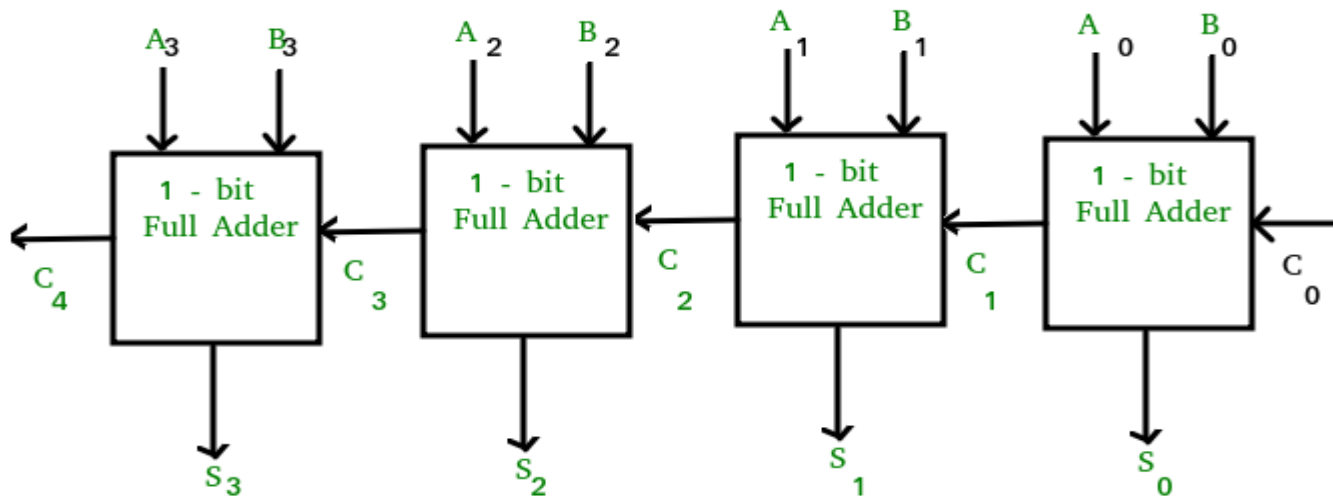 A3 B3 A2 B2 A1 B1 A0 B0
1 - bit
Full Adder
1 - bit
Full Adder
1 - bit
Full Adder
1 - bit
Full Adder
C4 C3 C2 C1 C0
S3 S2 S1 S0